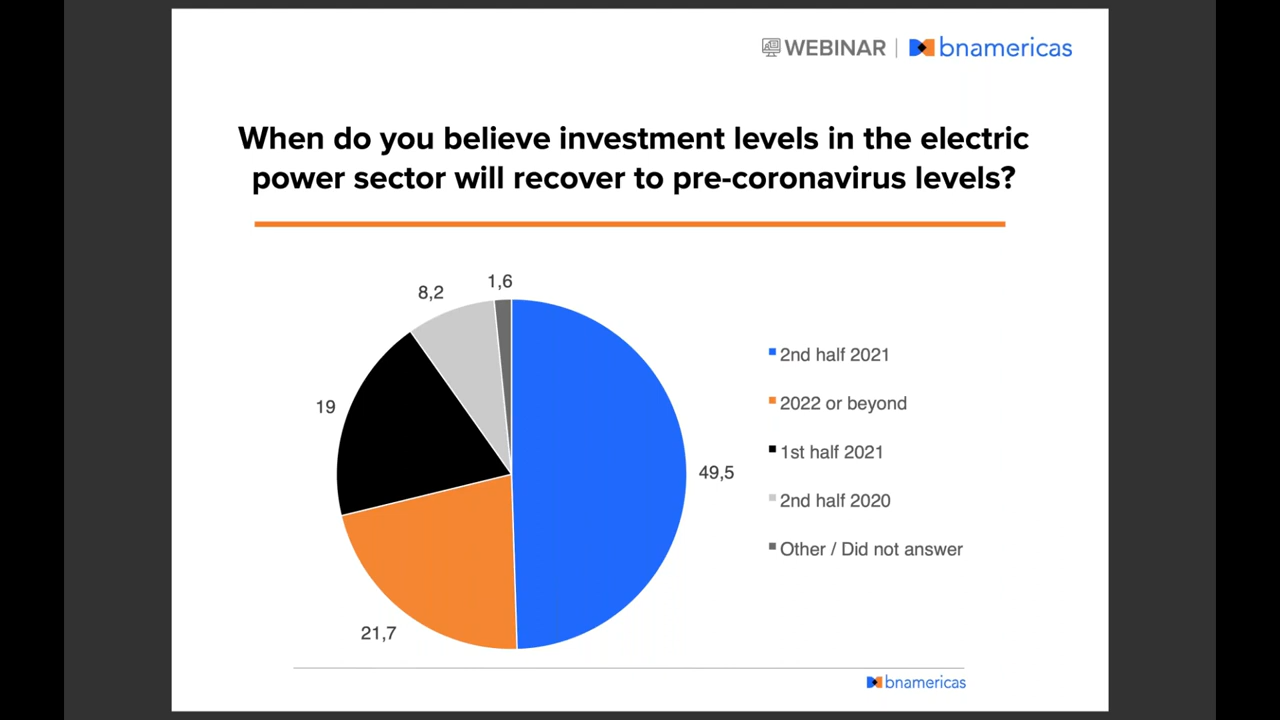 WEBINAR | bnamericas
When do you believe investment levels in the electric
power sector will recover to pre-coronavirus levels?
1,6
8,2
19
49,5
21,7
2nd half 2021
2022 or beyond
1st half 2021
2nd half 2020
Other / Did not answer
bnamericas